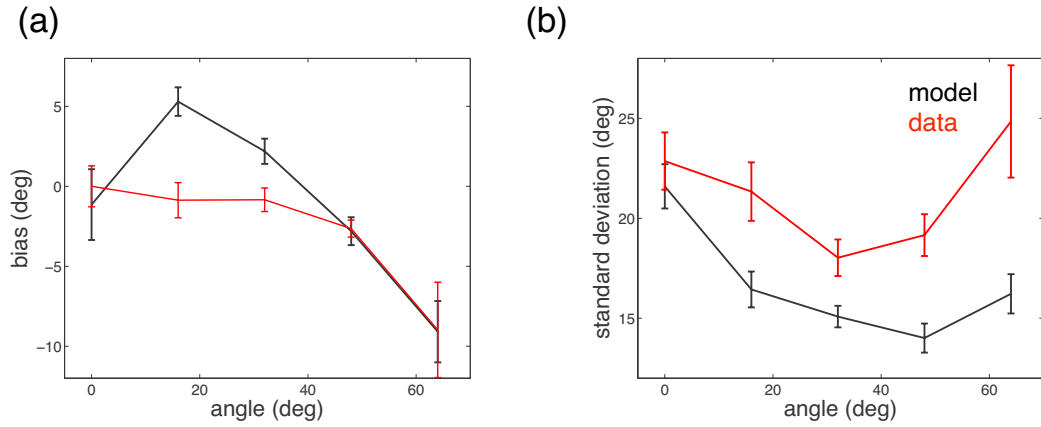 (a)
5
0
−5
−10
bias (deg)
0
20
40
60
angle (deg)
(b)
model
data
25
20
15
standard deviation (deg)
0
20
40
60
angle (deg)